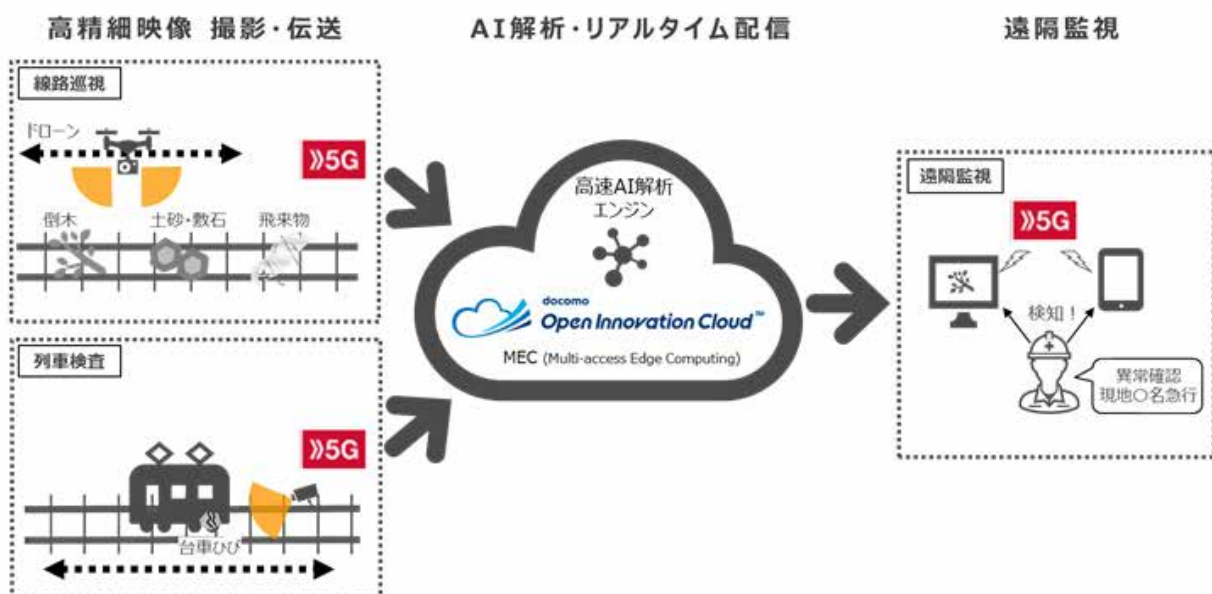 高精細映像 撮影・伝送
AI解析・リアルタイム配信
遠隔監視
線路巡視
ドローン
5G
倒木
土砂・敷石
飛来物
列車検査
5G
台車ひび
高速AI解析
エンジン
docomo
Open Innovation Cloud™
MEC (Multi-access Edge Computing)
遠隔監視
5G
検知！
異常確認
現地〇名急行